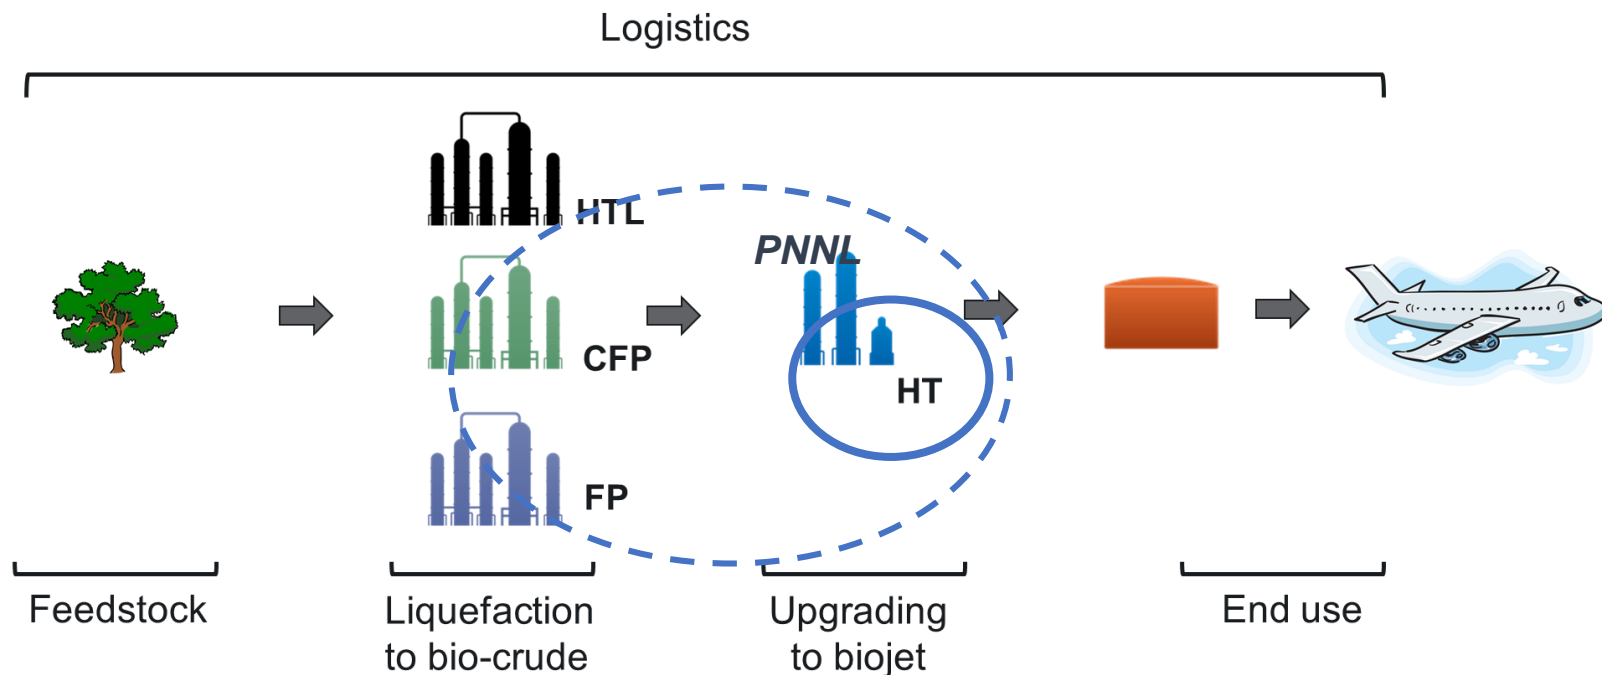 Logistics
HTL
PNNL
CFP
HT
FP
Feedstock
Liquefaction
to bio-crude
Upgrading
to biojet
End use